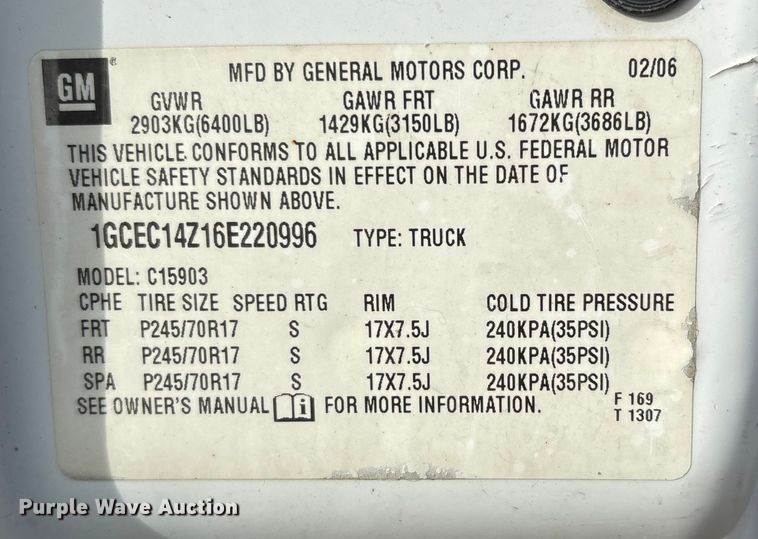 GM ® MFD BY GENERAL MOTORS CORP. 02/06
GVWR GAWR FRT GAWR RR
2903KG(6400LB) 1429KG(3150LB) 1672KG(3686LB)
THIS VEHICLE CONFORMS TO ALL APPLICABLE U.S. FEDERAL MOTOR
VEHICLE SAFETY STANDARDS IN EFFECT ON THE DATE OF
MANUFACTURE SHOWN ABOVE.
1GCEC14Z16E220996 TYPE: TRUCK
MODEL: C15903
CPHE TIRE SIZE SPEED RTG RIM COLD TIRE PRESSURE
FRT P245/70R17 S 17X7.5J 240KPA(35PSI)
RR P245/70R17 S 17X7.5J 240KPA(35PSI)
SPA P245/70R17 S 17X7.5J 240KPA(35PSI)
SEE OWNER'S MANUAL i FOR MORE INFORMATION. F 169
T 1307
Purple Wave Auction